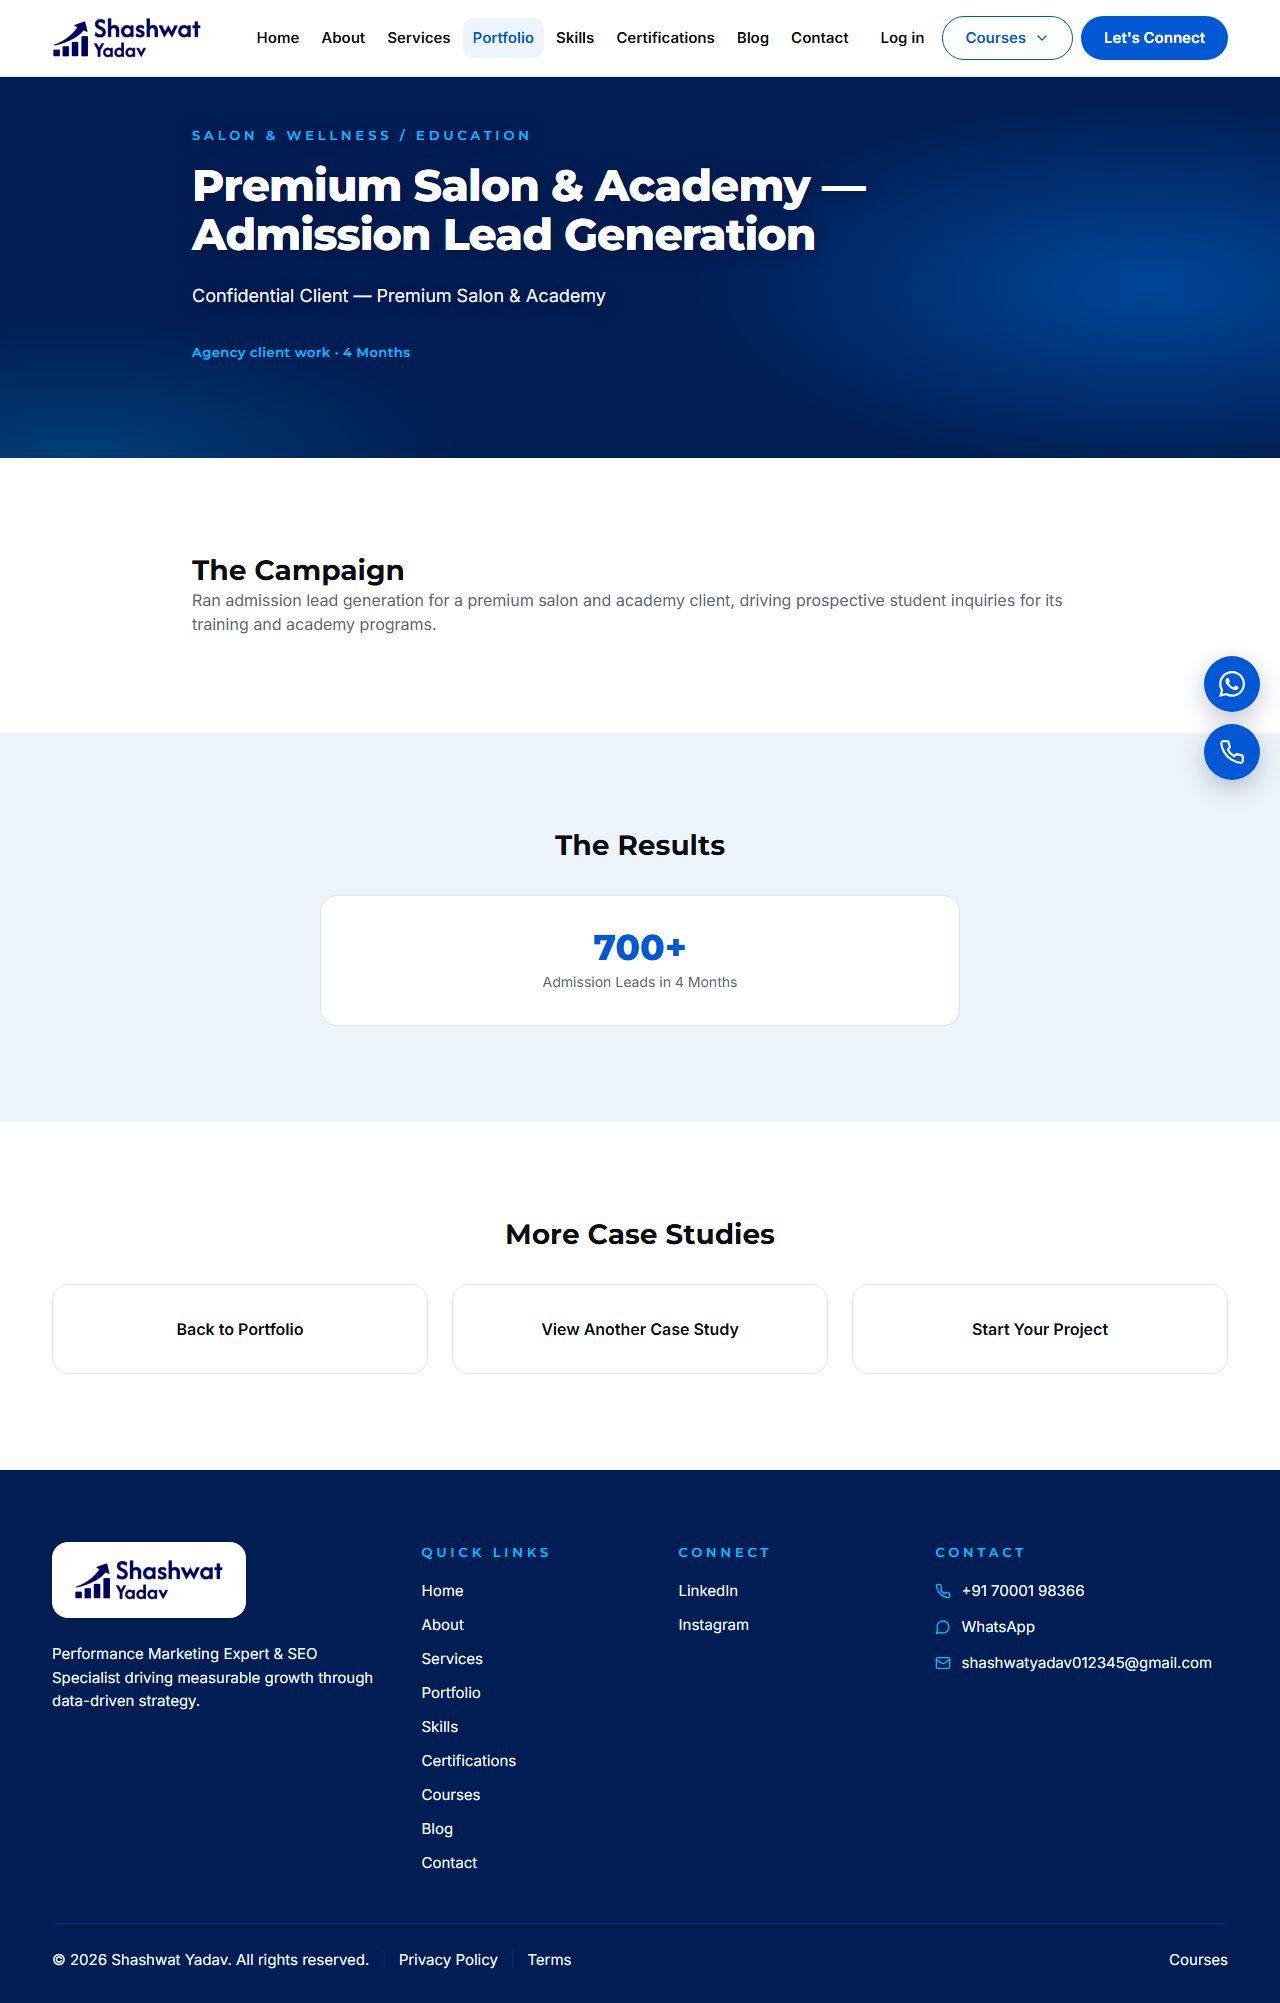 Shashwat
Yadav
Home About Services Portfolio Skills Certifications Blog Contact Log in Courses Let's Connect
SALON & WELLNESS / EDUCATION
Premium Salon & Academy —
Admission Lead Generation
Confidential Client — Premium Salon & Academy
Agency client work · 4 Months
The Campaign
Ran admission lead generation for a premium salon and academy client, driving prospective student inquiries for its
training and academy programs.
The Results
700+
Admission Leads in 4 Months
More Case Studies
Back to Portfolio
View Another Case Study
Start Your Project
Shashwat
Yadav
Performance Marketing Expert & SEO
Specialist driving measurable growth through
data-driven strategy.
QUICK LINKS
Home
About
Services
Portfolio
Skills
Certifications
Courses
Blog
Contact
CONNECT
LinkedIn
Instagram
CONTACT
+91 70001 98366
WhatsApp
shashwatyadav012345@gmail.com
© 2026 Shashwat Yadav. All rights reserved. Privacy Policy Terms Courses